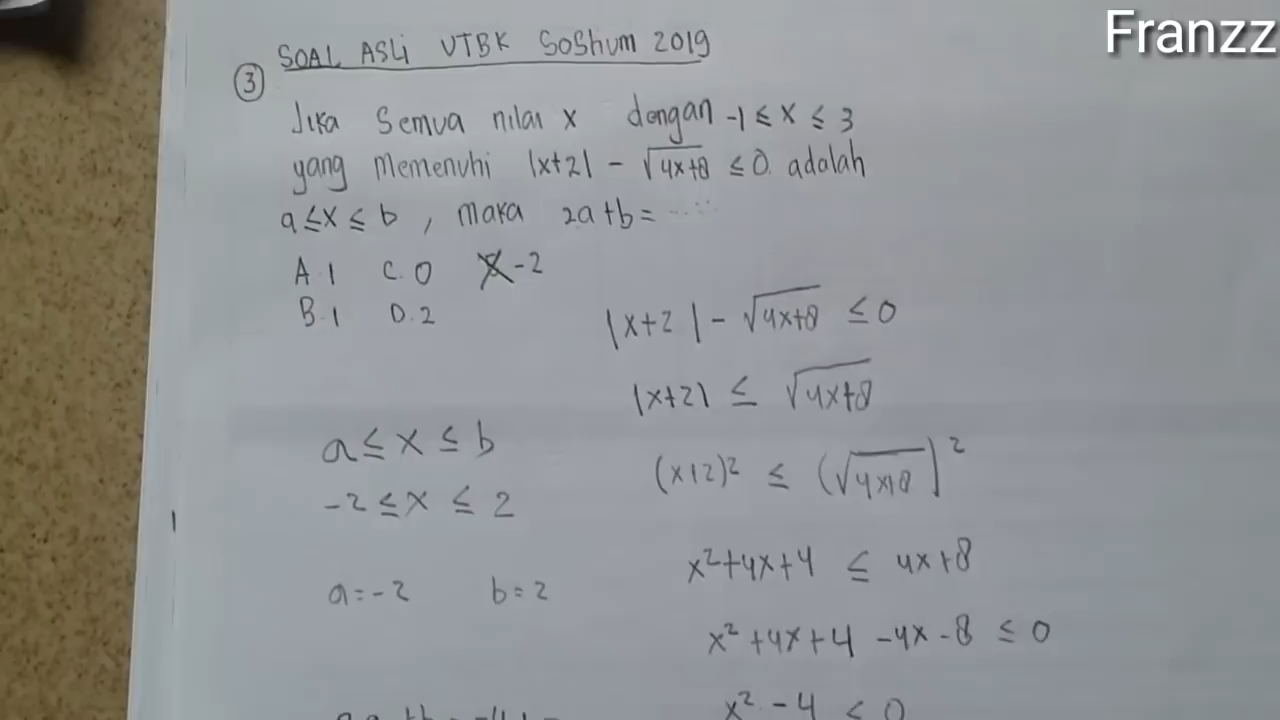 Franzz
SOAL ASLI UTBK SOSHUM 2019
③
Jika semua nilai x dengan -1 ≤ x ≤ 3
yang memenuhi |x+2| - √4x+8 ≤ 0 adalah
a ≤ x ≤ b , maka 2a+b = ......
A. 1 C. 0 -2
B. 1 D. 2
|x+2| - √4x+8 ≤ 0
|x+2| ≤ √4x+8
a ≤ x ≤ b
(x+2)² ≤ (√4x+8)²
-2 ≤ x ≤ 2
x²+4x+4 ≤ 4x+8
a = -2 b = 2
x² +4x+4 -4x-8 ≤ 0
x² - 4 ≤ 0